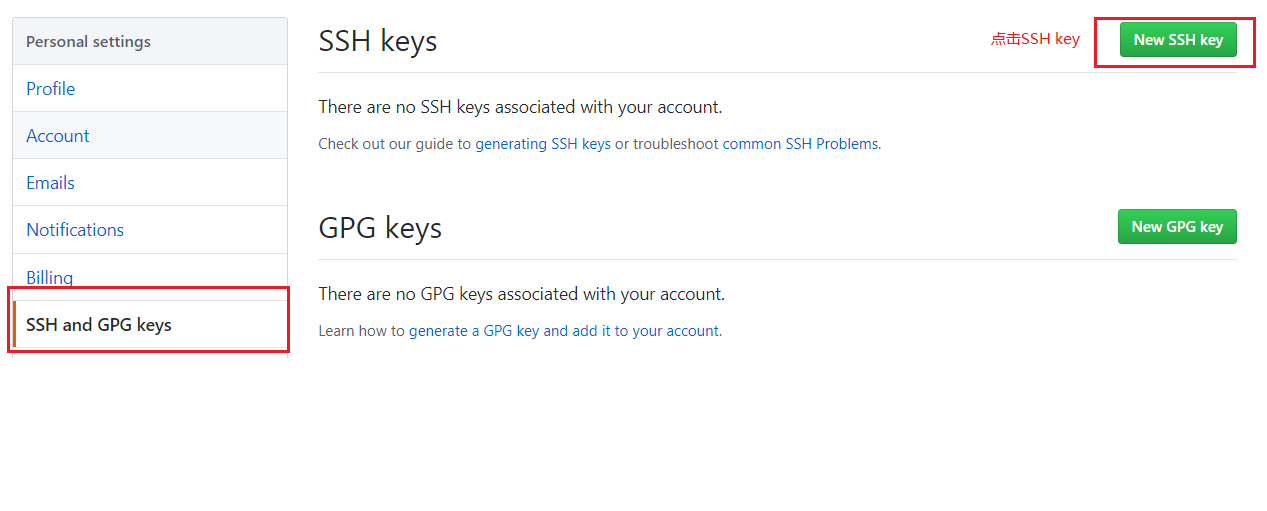 Personal settings
Profile
Account
Emails
Notifications
Billing
SSH and GPG keys
SSH keys
点击SSH key
New SSH key
There are no SSH keys associated with your account.
Check out our guide to generating SSH keys or troubleshoot common SSH Problems.
GPG keys
New GPG key
There are no GPG keys associated with your account.
Learn how to generate a GPG key and add it to your account.